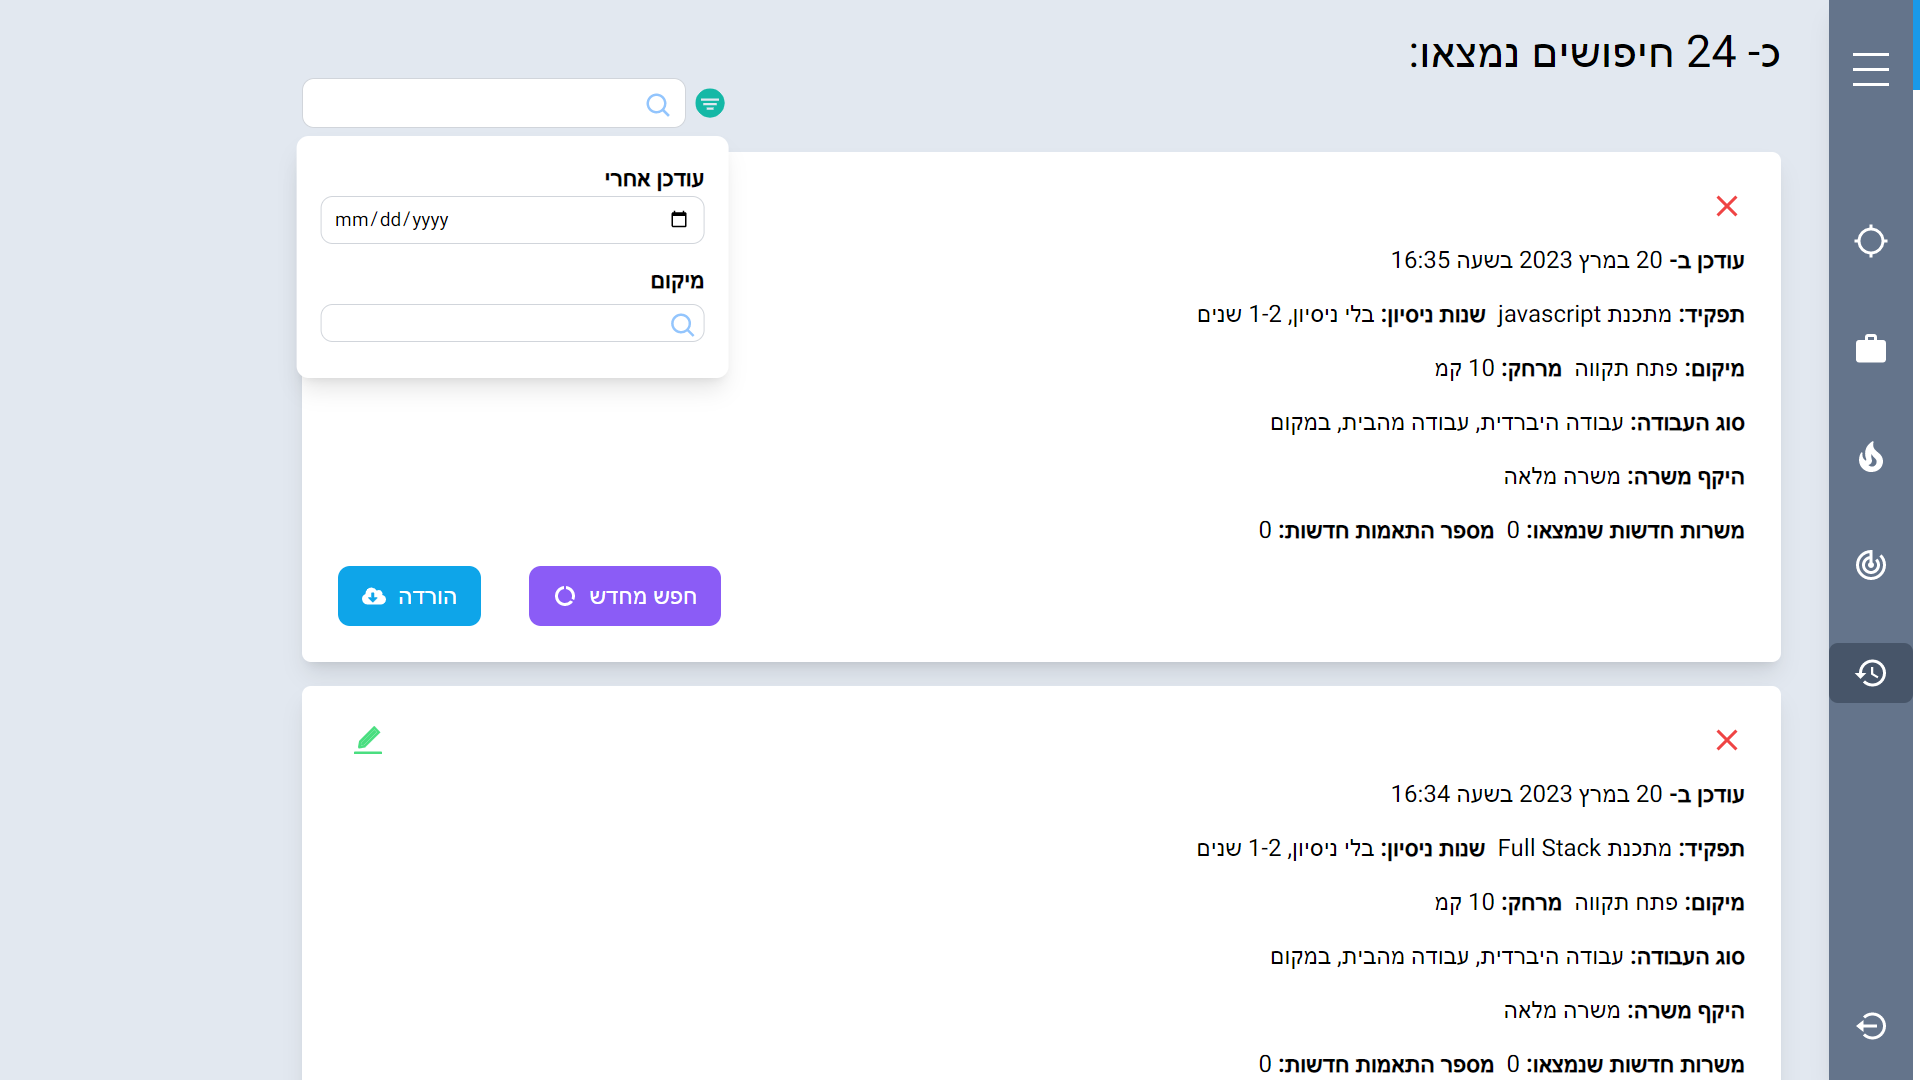 כ- 24 חיפושים נמצאו:
עודכן אחרי
mm/dd/yyyy
מיקום
עודכן ב- 20 במרץ 2023 בשעה 16:35
תפקיד: מתכנת javascript שנות ניסיון: בלי ניסיון, 1-2 שנים
מיקום: פתח תקווה מרחק: 10 קמ
סוג העבודה: עבודה היברדית, עבודה מהבית, במקום
היקף משרה: משרה מלאה
משרות חדשות שנמצאו: 0 מספר התאמות חדשות: 0
חפש מחדש
הורדה
עודכן ב- 20 במרץ 2023 בשעה 16:34
תפקיד: מתכנת Full Stack שנות ניסיון: בלי ניסיון, 1-2 שנים
מיקום: פתח תקווה מרחק: 10 קמ
סוג העבודה: עבודה היברדית, עבודה מהבית, במקום
היקף משרה: משרה מלאה
משרות חדשות שנמצאו: 0 מספר התאמות חדשות: 0